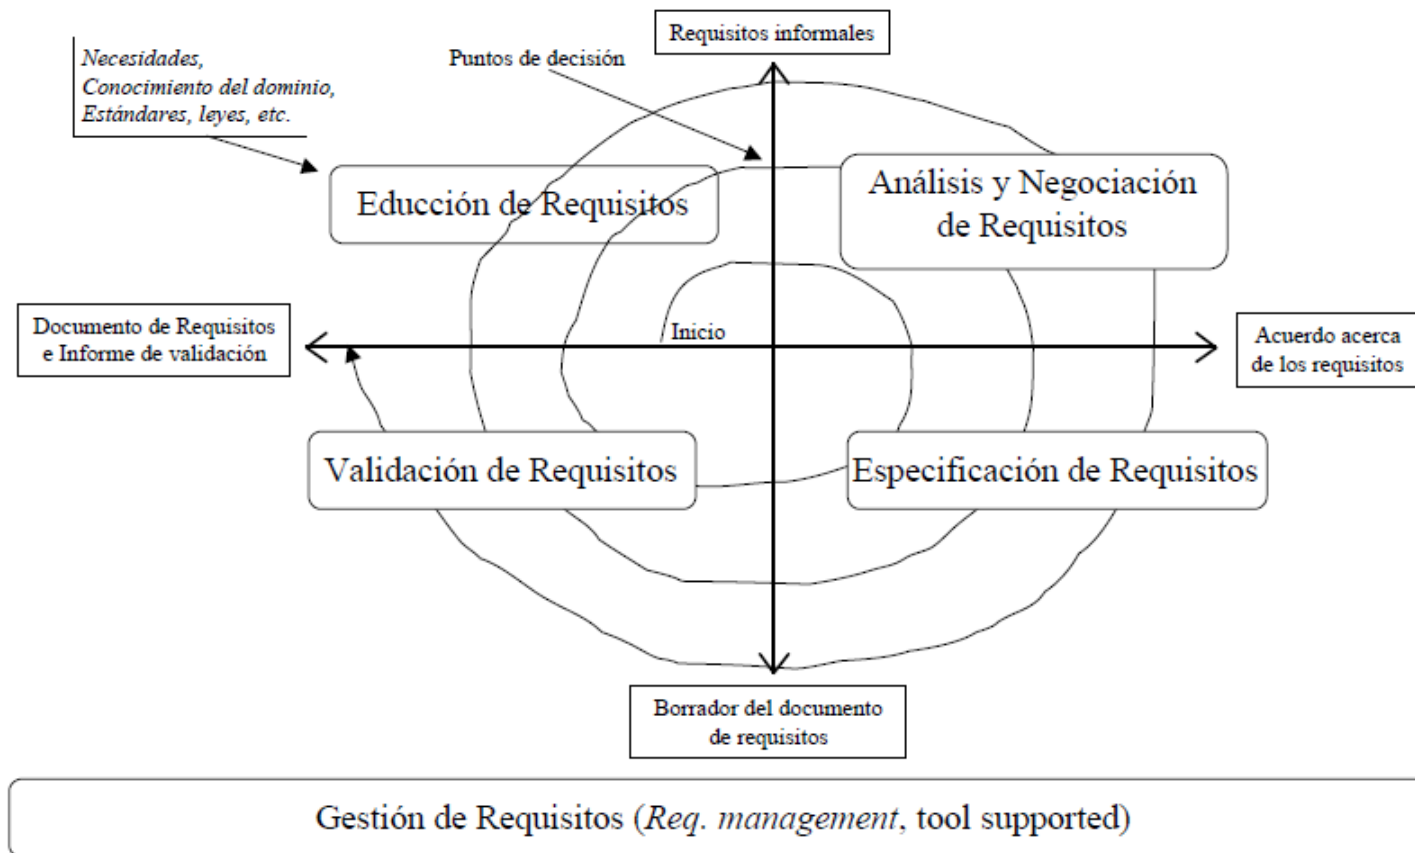 Requisitos informales
Necesidades,
Conocimiento del dominio,
Estándares, leyes, etc.
Puntos de decisión
Educción de Requisitos
Análisis y Negociación
de Requisitos
Documento de Requisitos
e Informe de validación
Inicio
Acuerdo acerca
de los requisitos
Validación de Requisitos
Especificación de Requisitos
Borrador del documento
de requisitos
Gestión de Requisitos (Req. management, tool supported)